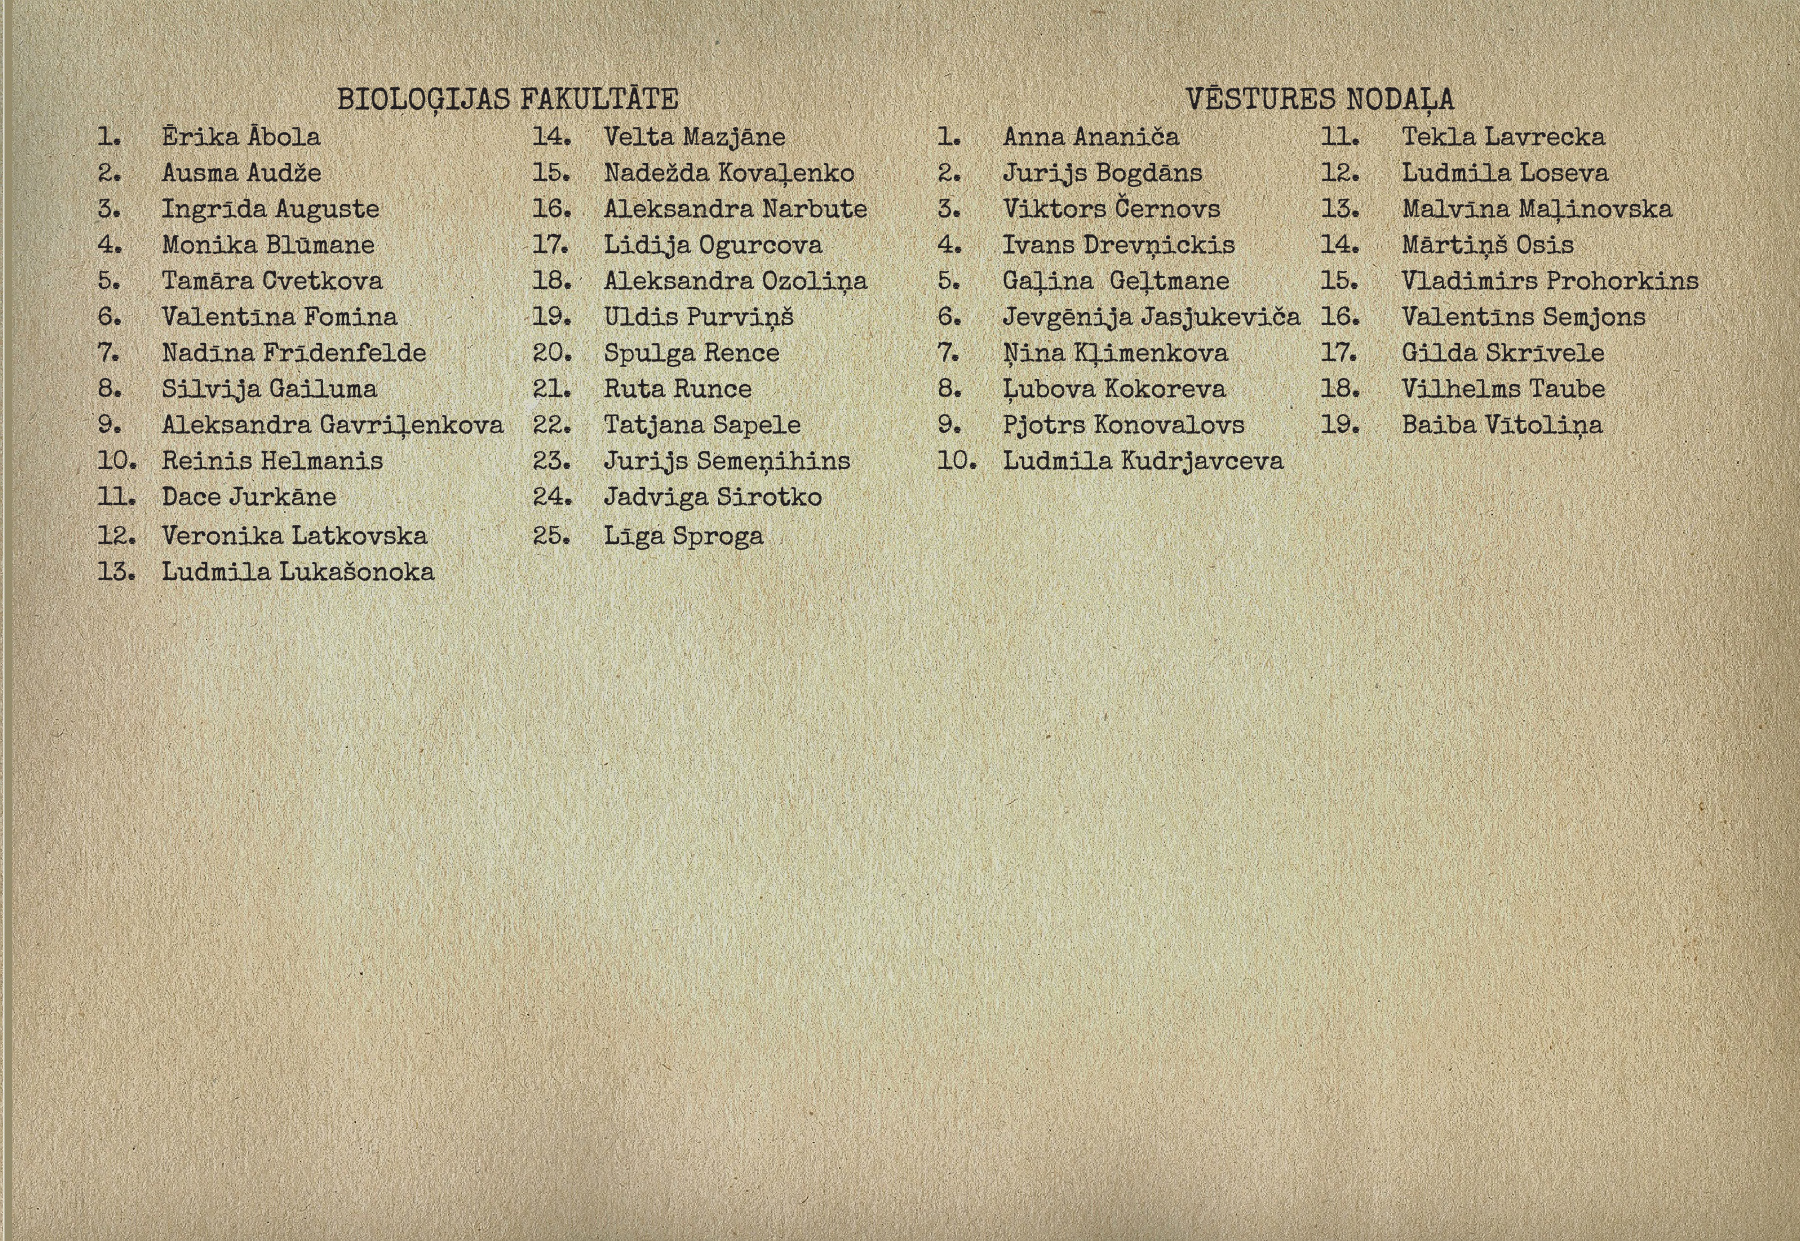 BIOLOĢIJAS FAKULTĀTE
1. Ērika Ābola
2. Ausma Audže
3. Ingrīda Auguste
4. Monika Blūmane
5. Tamāra Cvetkova
6. Valentīna Fomina
7. Nadīna Frīdenfelde
8. Silvija Gailuma
9. Aleksandra Gavriļenkova
10. Reinis Helmanis
11. Dace Jurkāne
12. Veronika Latkovska
13. Ludmila Lukašonoka
14. Velta Mazjāne
15. Nadežda Kovaļenko
16. Aleksandra Narbute
17. Lidija Ogurcova
18. Aleksandra Ozoliņa
19. Uldis Purviņš
20. Spulga Rence
21. Ruta Runce
22. Tatjana Sapele
23. Jurijs Semeņihins
24. Jadviga Sirotko
25. Līga Sproga
VĒSTURES NODAĻA
1. Anna Ananiča
2. Jurijs Bogdāns
3. Viktors Černovs
4. Ivans Drevņickis
5. Gaļina Geļtmane
6. Jevgēnija Jasjukeviča
7. Ņina Kļimenkova
8. Ļubova Kokoreva
9. Pjotrs Konovalovs
10. Ludmila Kudrjavceva
11. Tekla Lavrecka
12. Ludmila Loseva
13. Malvīna Maļinovska
14. Mārtiņš Osis
15. Vladimirs Prohorkins
16. Valentīns Semjons
17. Gilda Skrīvele
18. Vilhelms Taube
19. Baiba Vītoliņa